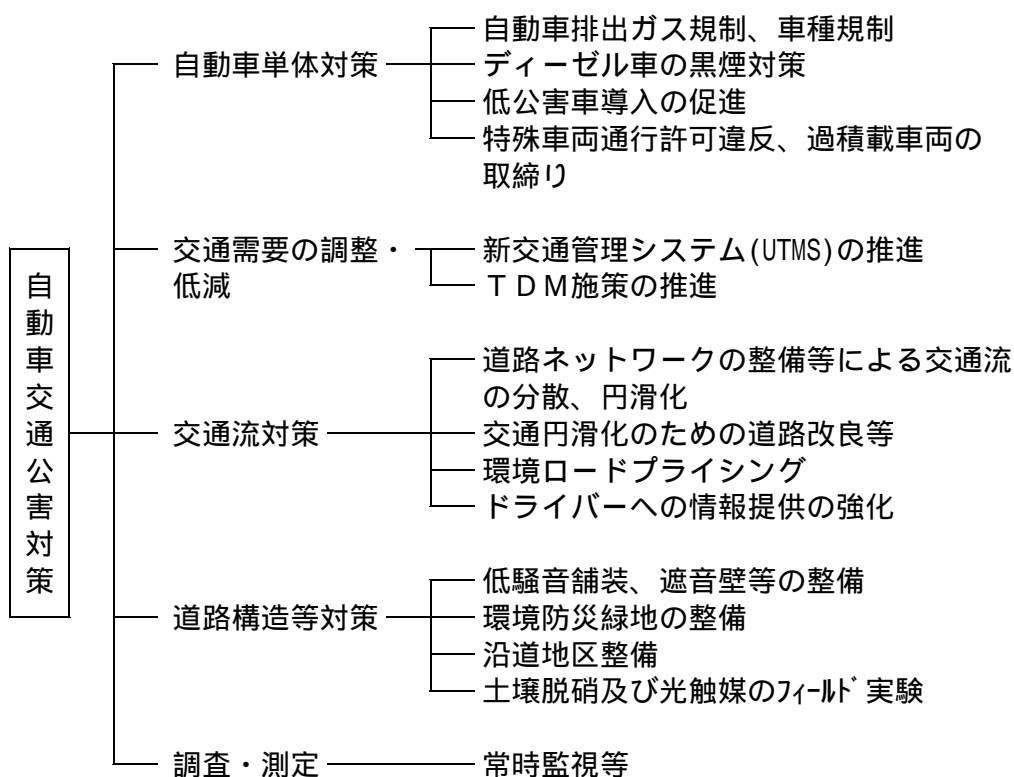 自動車交通公害対策
自動車単体対策
自動車排出ガス規制、車種規制
ディーゼル車の黒煙対策
低公害車導入の促進
特殊車両通行許可違反、過積載車両の
取締り
交通需要の調整・
低減
新交通管理システム(UTMS)の推進
ＴＤＭ施策の推進
交通流対策
道路ネットワークの整備等による交通流
の分散、円滑化
交通円滑化のための道路改良等
環境ロードプライシング
ドライバーへの情報提供の強化
道路構造等対策
低騒音舗装、遮音壁等の整備
環境防災緑地の整備
沿道地区整備
土壌脱硝及び光触媒のﾌｨｰﾙﾄﾞ実験
調査・測定
常時監視等